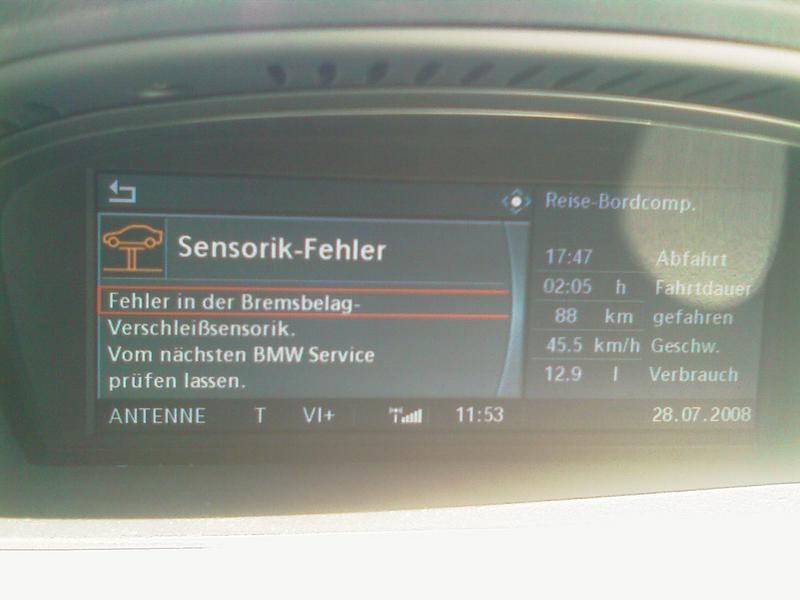 Reise-Bordcomp.
Sensorik-Fehler
Fehler in der Bremsbelag-
Verschleißsensorik.
Vom nächsten BMW Service
prüfen lassen.
17:47 Abfahrt
02:05 h Fahrtdauer
88 km gefahren
45.5 km/h Geschw.
12.9 l Verbrauch
ANTENNE T VI+ 11:53 28.07.2008